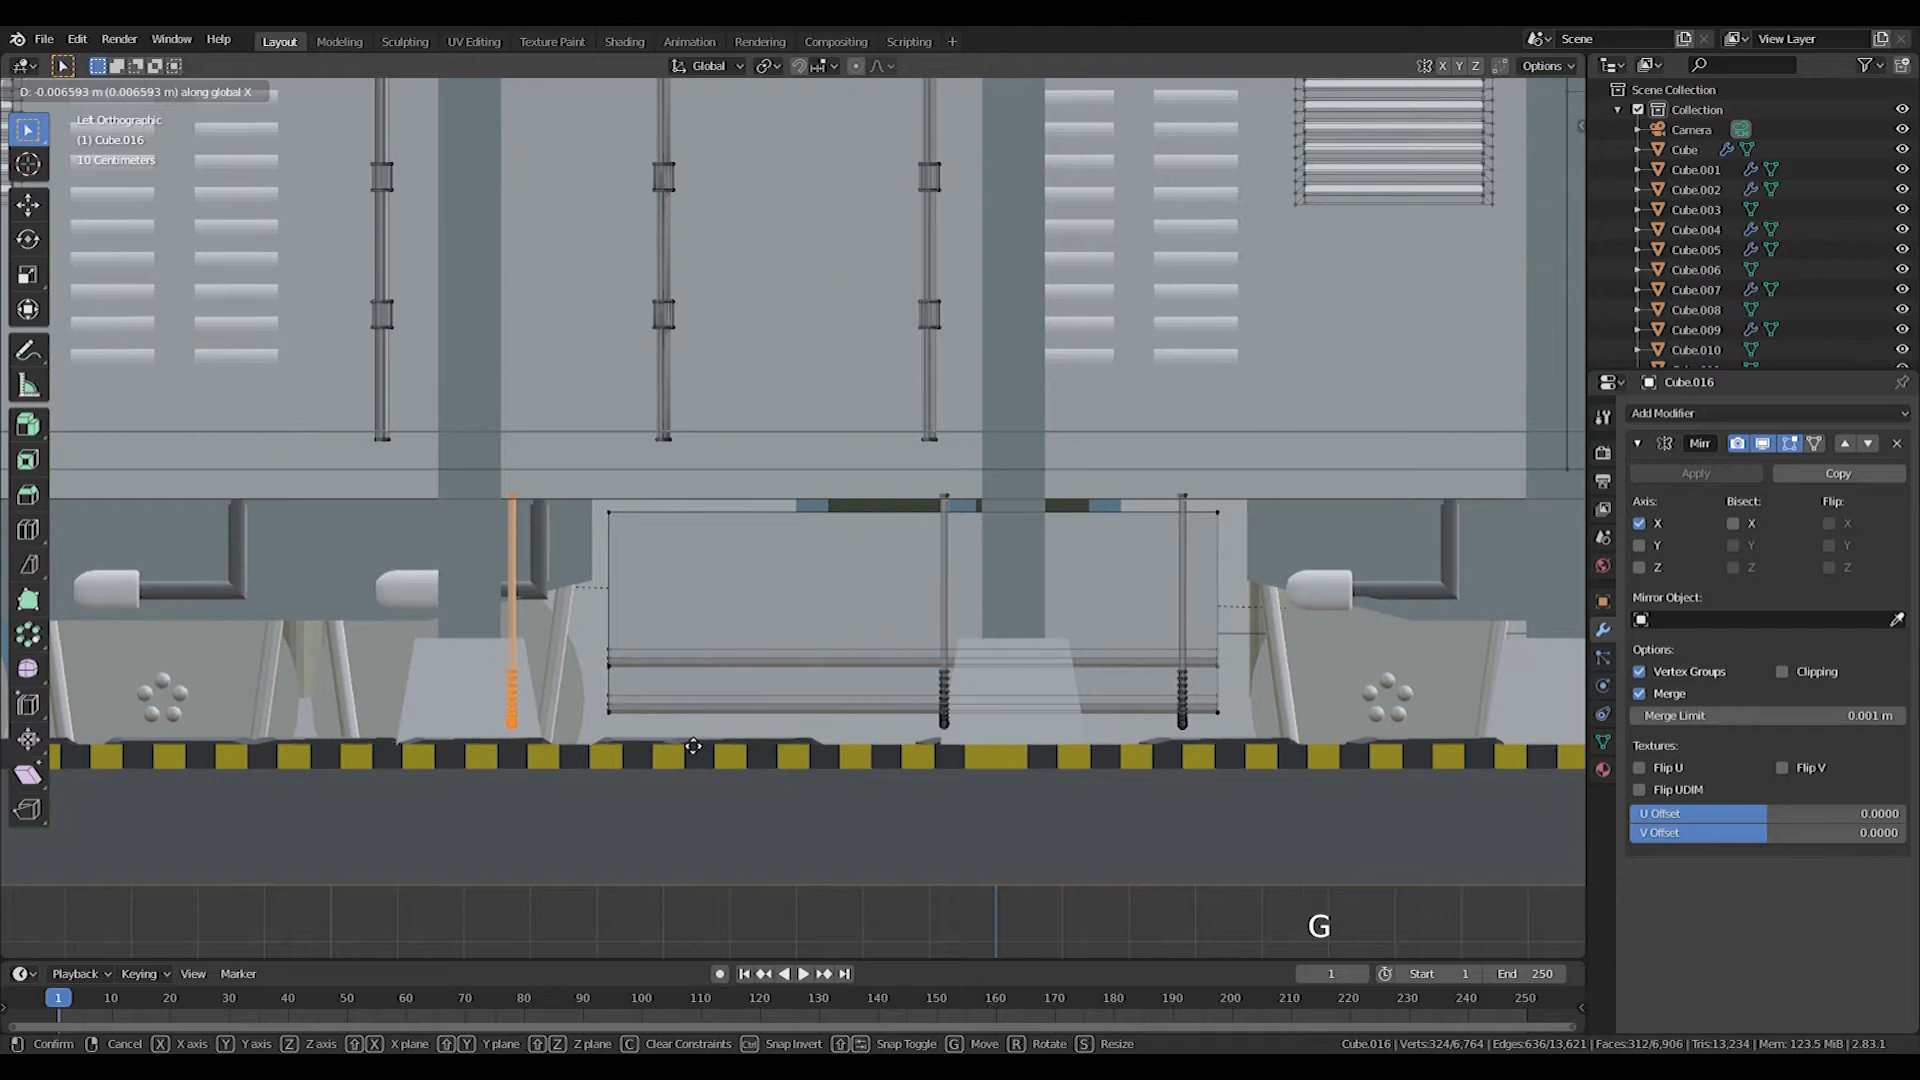 File Edit Render Window Help
Layout Modeling Sculpting UV Editing Texture Paint Shading Animation Rendering Compositing Scripting +
Scene View Layer
Global
X Y Z Options
D: -0.006593 m (0.006593 m) along global X
Left Orthographic
(1) Cube.016
10 Centimeters
Scene Collection
Collection
Camera
Cube
Cube.001
Cube.002
Cube.003
Cube.004
Cube.005
Cube.006
Cube.007
Cube.008
Cube.009
Cube.010
Cube.016
Add Modifier
Mirr
Apply Copy
Axis: Bisect: Flip:
X X X
Y Y Y
Z Z Z
Mirror Object:
Options:
Vertex Groups Clipping
Merge
Merge Limit 0.001 m
Textures:
Flip U Flip V
Flip UDIM
U Offset 0.0000
V Offset 0.0000
G
Playback Keying View Marker
1 Start 1 End 250
1 10 20 30 40 50 60 70 80 90 100 110 120 130 140 150 160 170 180 190 200 210 220 230 240 250
Confirm Cancel X X axis Y Y axis Z Z axis X X plane Y Y plane Z Z plane C Clear Constraints Ctrl Snap Invert Snap Toggle G Move R Rotate S Resize
Cube.016 | Verts:324/6,764 | Edges:636/13,621 | Faces:312/6,906 | Tris:13,234 | Mem: 123.5 MiB | 2.83.1